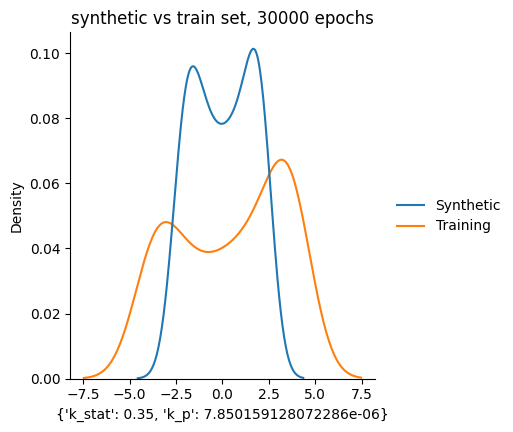 synthetic vs train set, 30000 epochs
0.10
0.08
0.06
0.04
0.02
0.00
Density
Synthetic
Training
−7.5 −5.0 −2.5 0.0 2.5 5.0 7.5
{'k_stat': 0.35, 'k_p': 7.850159128072286e-06}